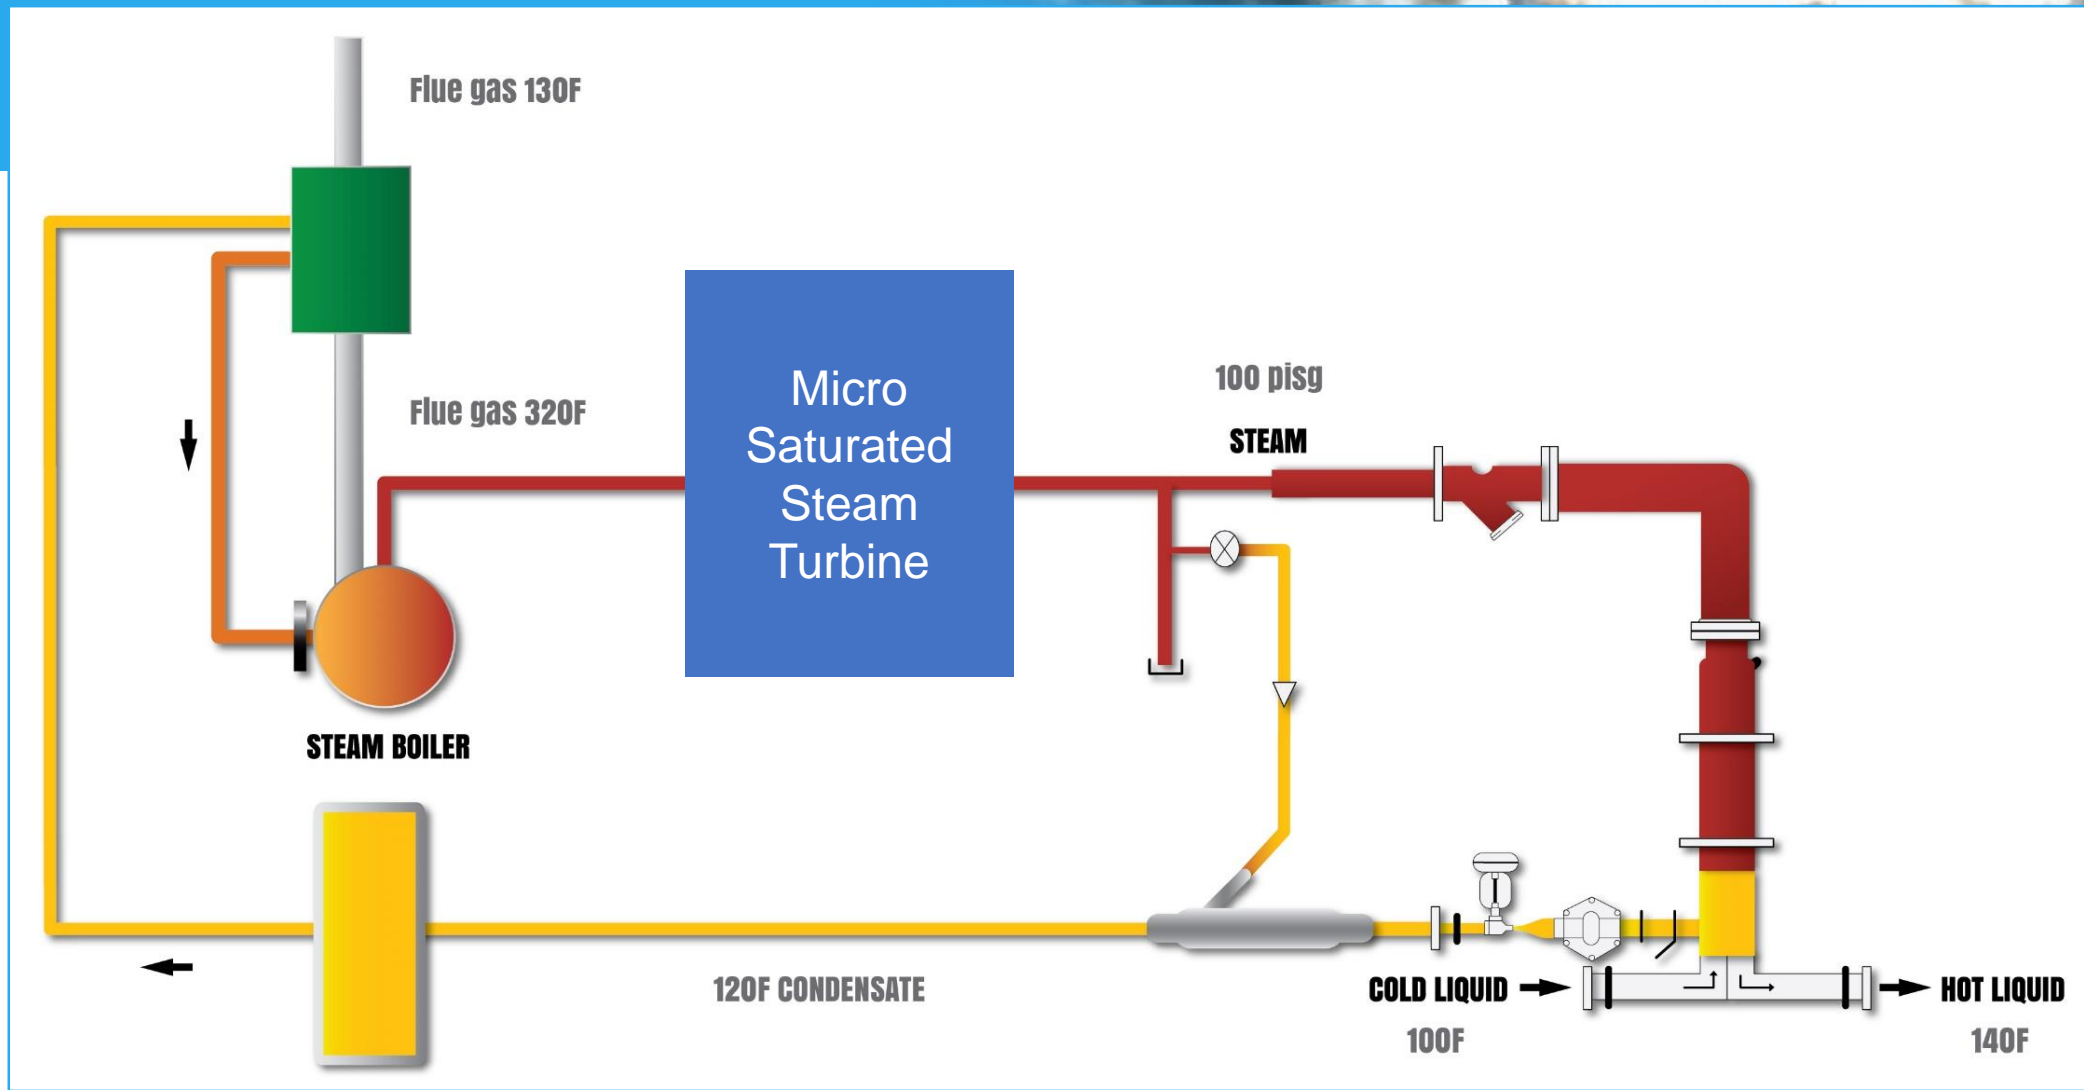 Flue gas 130F
Flue gas 320F
Micro
Saturated
Steam
Turbine
100 pisg
STEAM
STEAM BOILER
120F CONDENSATE
COLD LIQUID
100F
HOT LIQUID
140F